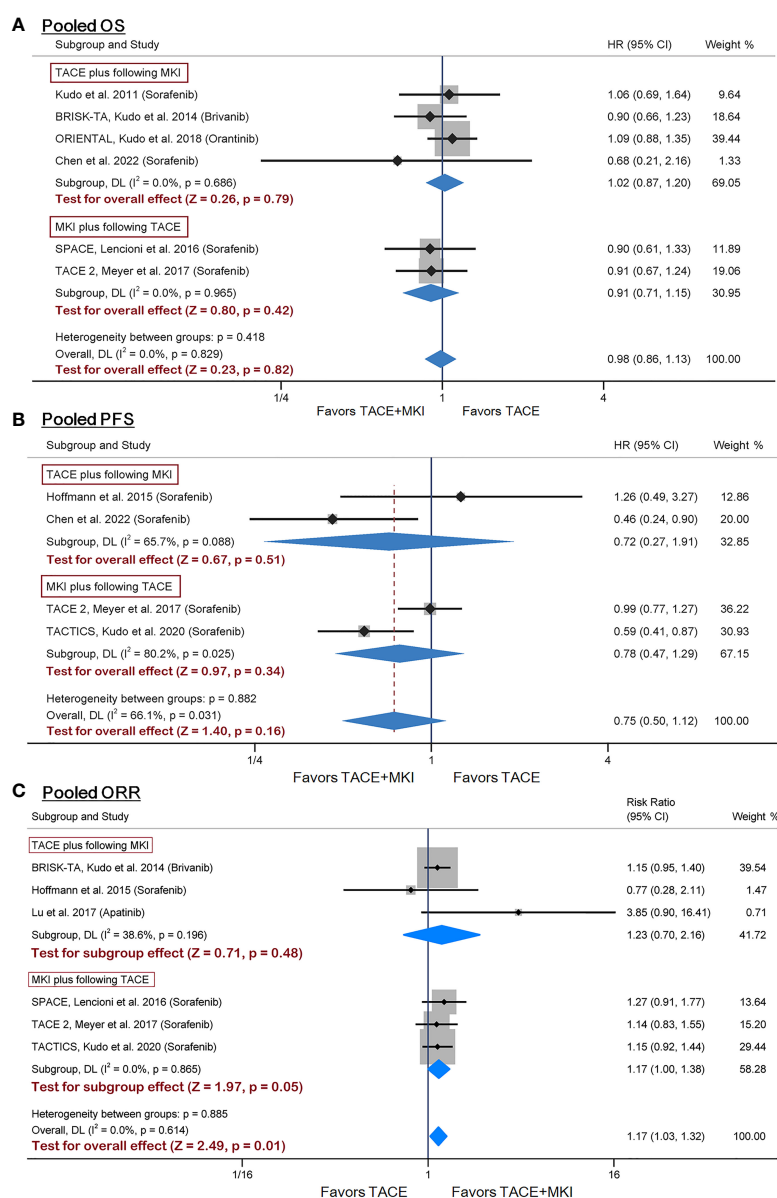 A Pooled OS
Subgroup and Study HR (95% CI) Weight %
TACE plus following MKI
Kudo et al. 2011 (Sorafenib) 1.06 (0.69, 1.64) 9.64
BRISK-TA, Kudo et al. 2014 (Brivanib) 0.90 (0.66, 1.23) 18.64
ORIENTAL, Kudo et al. 2018 (Orantinib) 1.09 (0.88, 1.35) 39.44
Chen et al. 2022 (Sorafenib) 0.68 (0.21, 2.16) 1.33
Subgroup, DL (I² = 0.0%, p = 0.686) 1.02 (0.87, 1.20) 69.05
Test for overall effect (Z = 0.26, p = 0.79)
MKI plus following TACE
SPACE, Lencioni et al. 2016 (Sorafenib) 0.90 (0.61, 1.33) 11.89
TACE 2, Meyer et al. 2017 (Sorafenib) 0.91 (0.67, 1.24) 19.06
Subgroup, DL (I² = 0.0%, p = 0.965) 0.91 (0.71, 1.15) 30.95
Test for overall effect (Z = 0.80, p = 0.42)
Heterogeneity between groups: p = 0.418
Overall, DL (I² = 0.0%, p = 0.829) 0.98 (0.86, 1.13) 100.00
Test for overall effect (Z = 0.23, p = 0.82)
1/4 1 4
Favors TACE+MKI Favors TACE
B Pooled PFS
Subgroup and Study HR (95% CI) Weight %
TACE plus following MKI
Hoffmann et al. 2015 (Sorafenib) 1.26 (0.49, 3.27) 12.86
Chen et al. 2022 (Sorafenib) 0.46 (0.24, 0.90) 20.00
Subgroup, DL (I² = 65.7%, p = 0.088) 0.72 (0.27, 1.91) 32.85
Test for overall effect (Z = 0.67, p = 0.51)
MKI plus following TACE
TACE 2, Meyer et al. 2017 (Sorafenib) 0.99 (0.77, 1.27) 36.22
TACTICS, Kudo et al. 2020 (Sorafenib) 0.59 (0.41, 0.87) 30.93
Subgroup, DL (I² = 80.2%, p = 0.025) 0.78 (0.47, 1.29) 67.15
Test for overall effect (Z = 0.97, p = 0.34)
Heterogeneity between groups: p = 0.882
Overall, DL (I² = 66.1%, p = 0.031) 0.75 (0.50, 1.12) 100.00
Test for overall effect (Z = 1.40, p = 0.16)
1/4 1 4
Favors TACE+MKI Favors TACE
C Pooled ORR
Risk Ratio
Subgroup and Study (95% CI) Weight %
TACE plus following MKI
BRISK-TA, Kudo et al. 2014 (Brivanib) 1.15 (0.95, 1.40) 39.54
Hoffmann et al. 2015 (Sorafenib) 0.77 (0.28, 2.11) 1.47
Lu et al. 2017 (Apatinib) 3.85 (0.90, 16.41) 0.71
Subgroup, DL (I² = 38.6%, p = 0.196) 1.23 (0.70, 2.16) 41.72
Test for subgroup effect (Z = 0.71, p = 0.48)
MKI plus following TACE
SPACE, Lencioni et al. 2016 (Sorafenib) 1.27 (0.91, 1.77) 13.64
TACE 2, Meyer et al. 2017 (Sorafenib) 1.14 (0.83, 1.55) 15.20
TACTICS, Kudo et al. 2020 (Sorafenib) 1.15 (0.92, 1.44) 29.44
Subgroup, DL (I² = 0.0%, p = 0.865) 1.17 (1.00, 1.38) 58.28
Test for subgroup effect (Z = 1.97, p = 0.05)
Heterogeneity between groups: p = 0.885
Overall, DL (I² = 0.0%, p = 0.614) 1.17 (1.03, 1.32) 100.00
Test for overall effect (Z = 2.49, p = 0.01)
1/16 1 16
Favors TACE Favors TACE+MKI